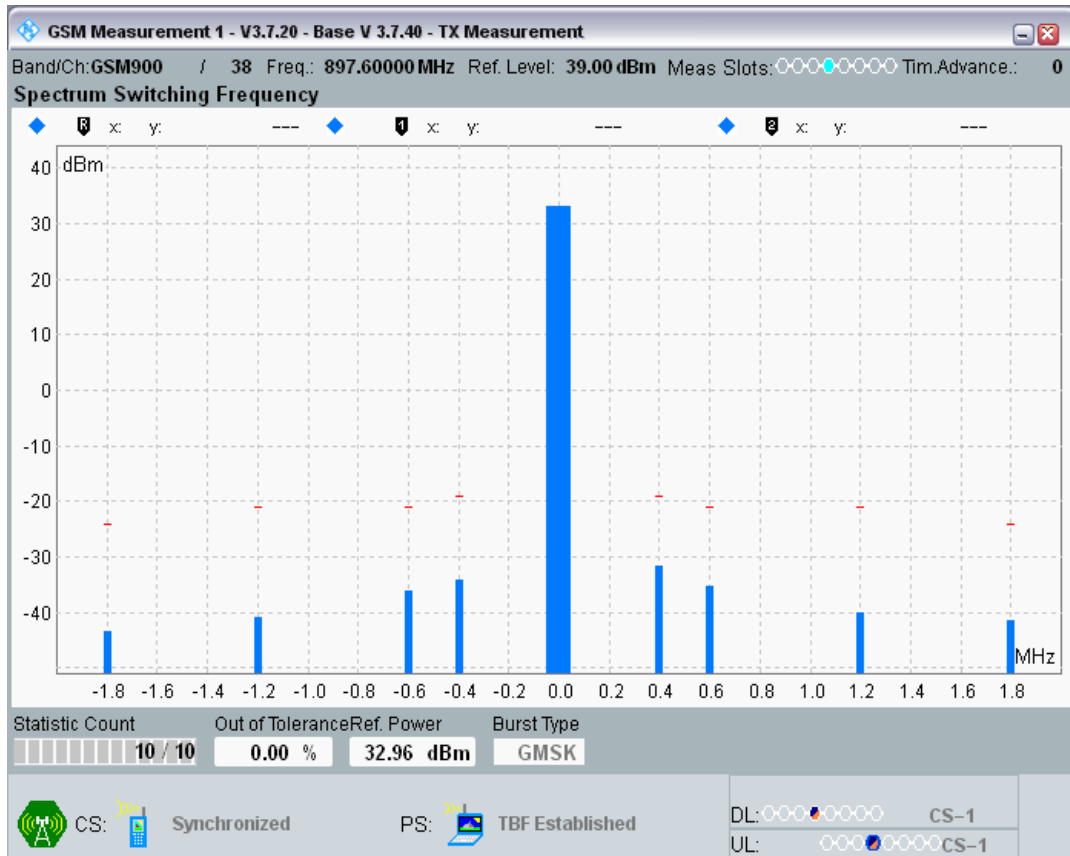 GSM Measurement 1 - V3.7.20 - Base V 3.7.40 - TX Measurement
Band/Ch:GSM900 / 38 Freq.: 897.60000 MHz Ref. Level: 39.00 dBm Meas Slots: Tim.Advance.: 0
Spectrum Switching Frequency
R x: y: --- 1 x: y: --- 2 x: y: ---
dBm
40
30
20
10
0
-10
-20
-30
-40
MHz
-1.8 -1.6 -1.4 -1.2 -1.0 -0.8 -0.6 -0.4 -0.2 0.0 0.2 0.4 0.6 0.8 1.0 1.2 1.4 1.6 1.8
Statistic Count Out of Tolerance Ref. Power Burst Type
10 / 10 0.00 % 32.96 dBm GMSK
CS: Synchronized PS: TBF Established
DL: CS-1
UL: CS-1